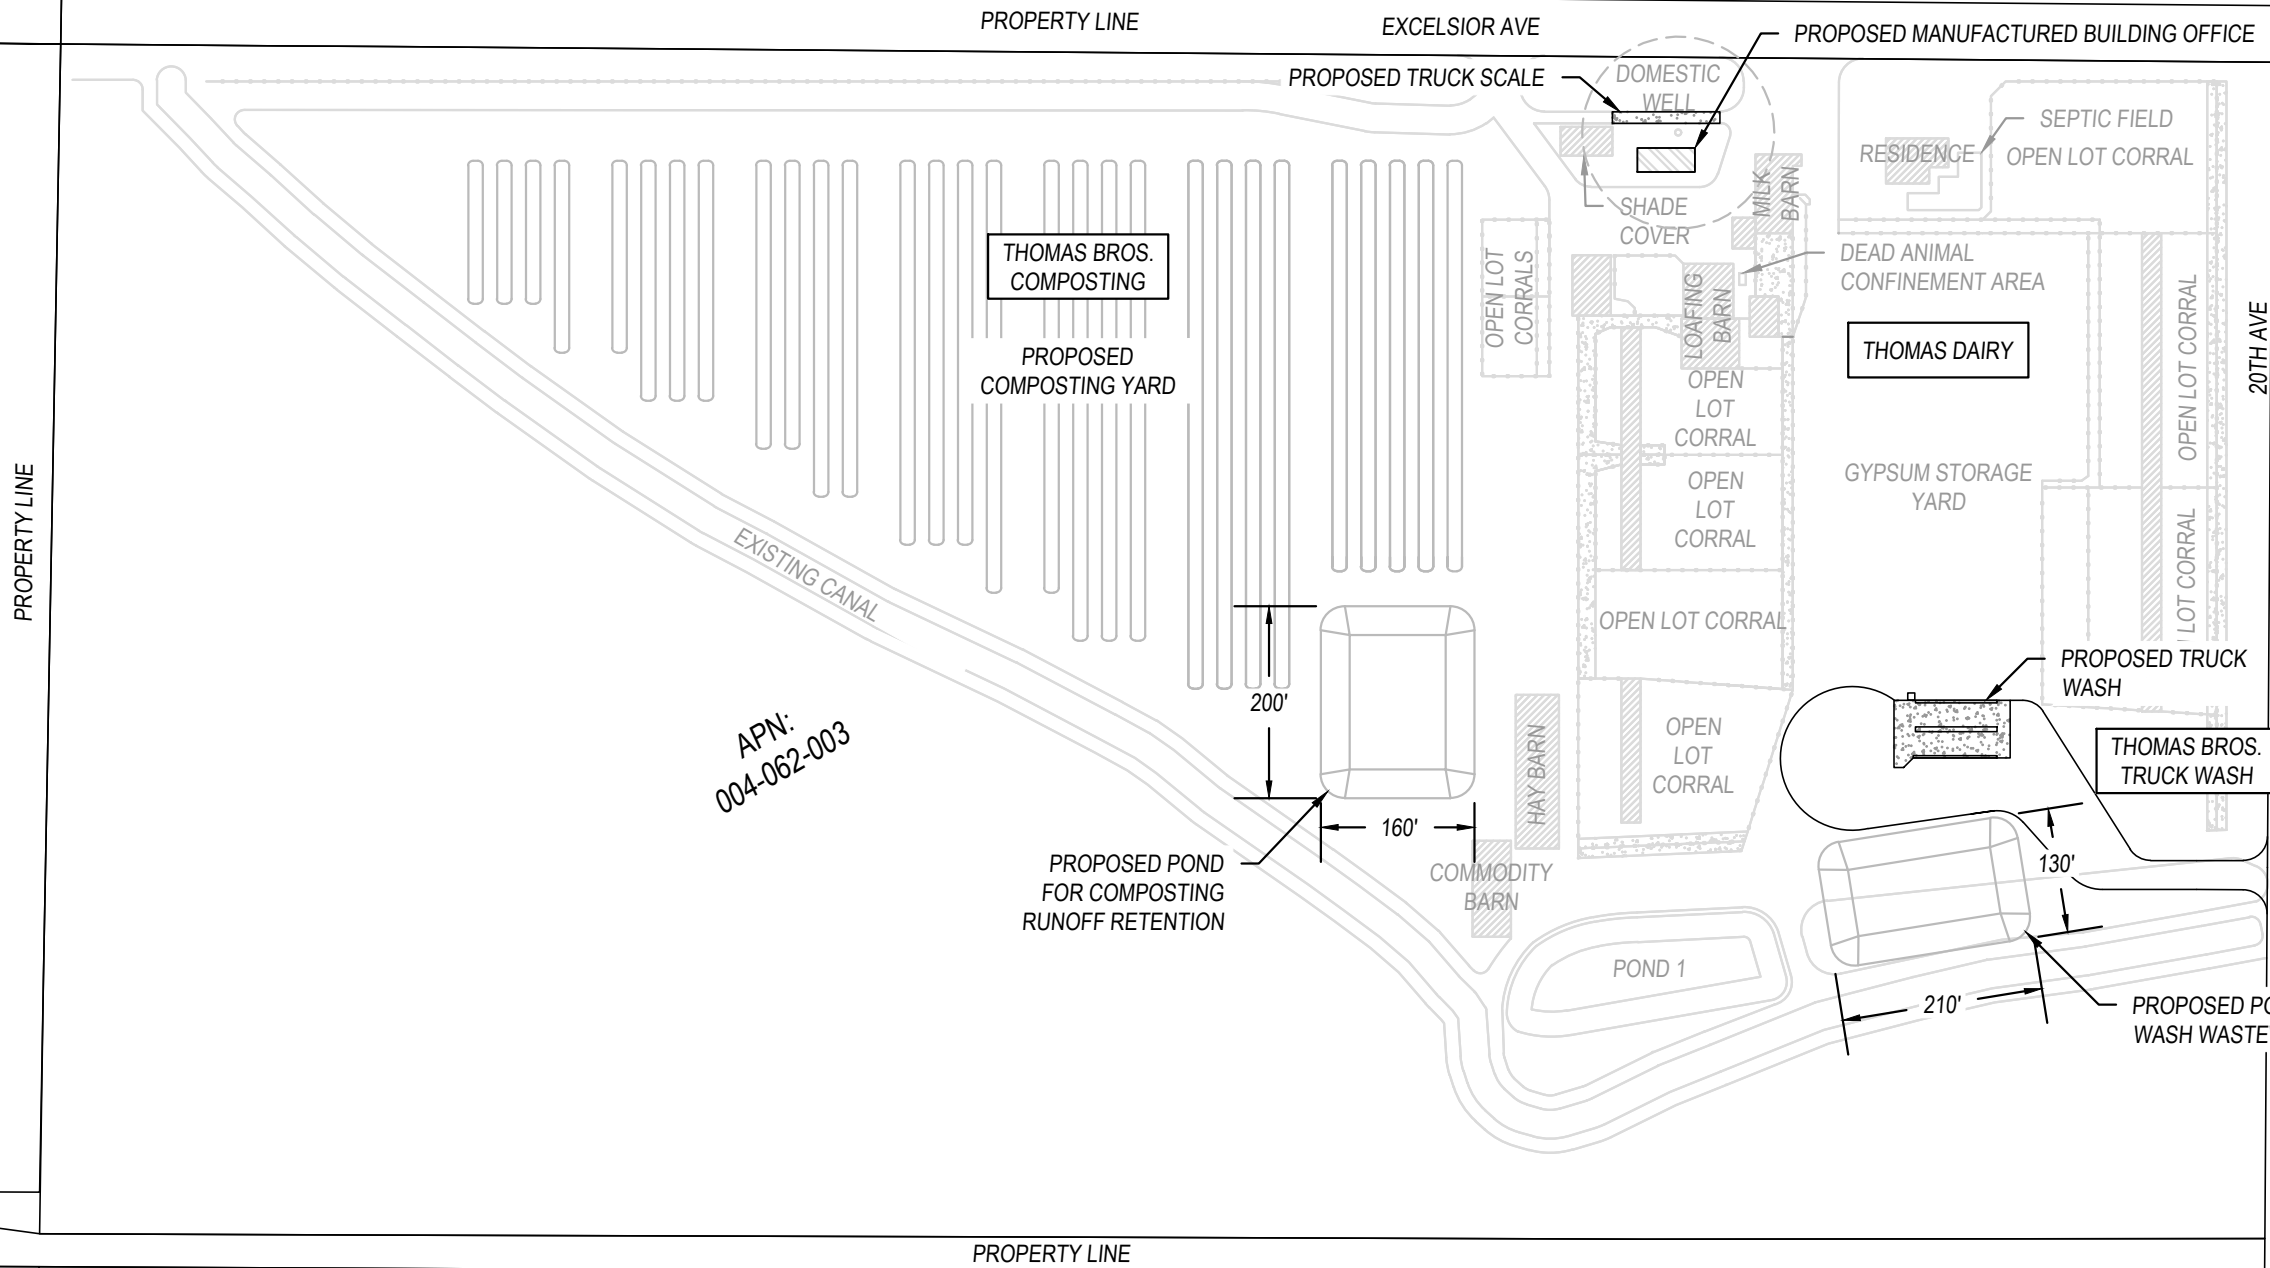 PROPERTY LINE
EXCELSIOR AVE
PROPOSED MANUFACTURED BUILDING OFFICE
PROPOSED TRUCK SCALE
DOMESTIC
WELL
SEPTIC FIELD
RESIDENCE
OPEN LOT CORRAL
MILK
BARN
SHADE
COVER
THOMAS BROS.
COMPOSTING
OPEN LOT
CORRALS
DEAD ANIMAL
CONFINEMENT AREA
LOAFING
BARN
THOMAS DAIRY
OPEN LOT CORRAL
20TH AVE
PROPOSED
COMPOSTING YARD
OPEN
LOT
CORRAL
PROPERTY LINE
GYPSUM STORAGE
YARD
OPEN
LOT
CORRAL
EXISTING CANAL
LOT CORRAL
OPEN LOT CORRAL
PROPOSED TRUCK
WASH
200'
APN:
004-062-003
OPEN
LOT
CORRAL
THOMAS BROS.
TRUCK WASH
HAY BARN
160'
130'
PROPOSED POND
FOR COMPOSTING
RUNOFF RETENTION
COMMODITY
BARN
POND 1
210'
PROPOSED
WASH
PROPERTY LINE